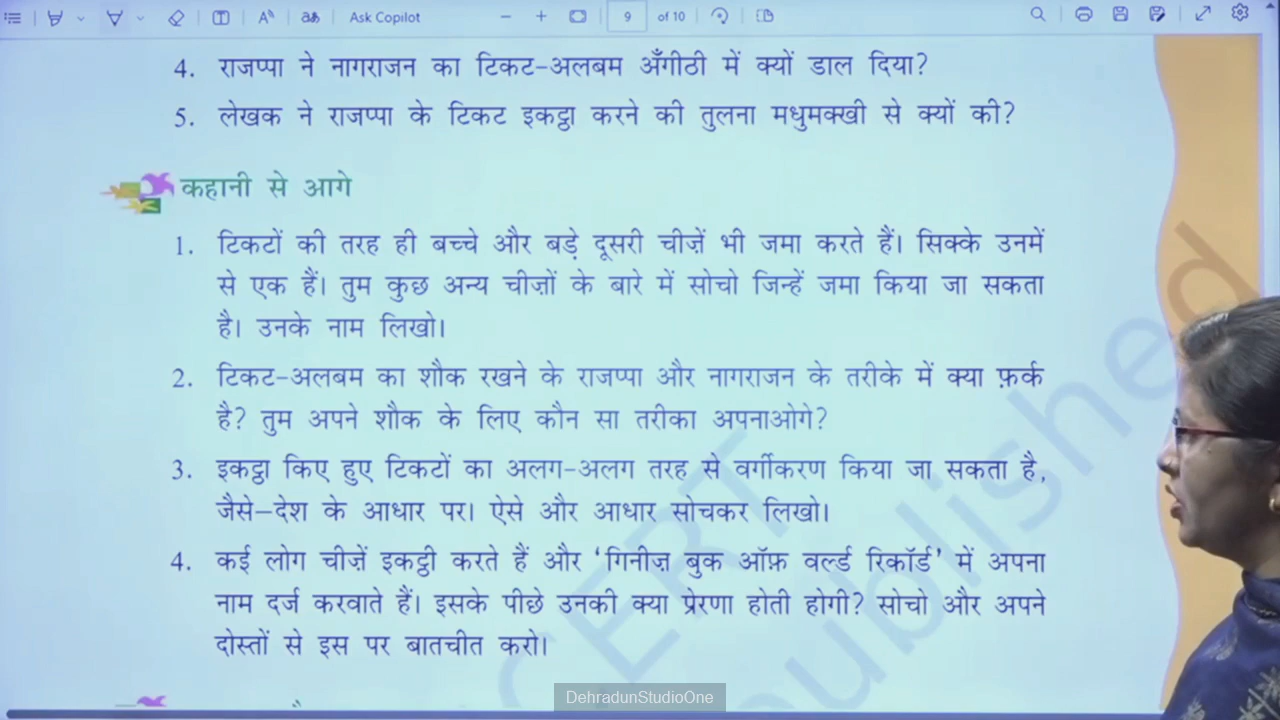 Ask Copilot
9 of 10
4. राजप्पा ने नागराजन का टिकट-अलबम अँगीठी में क्यों डाल दिया?
5. लेखक ने राजप्पा के टिकट इकट्ठा करने की तुलना मधुमक्खी से क्यों की?
कहानी से आगे
1. टिकटों की तरह ही बच्चे और बड़े दूसरी चीज़ें भी जमा करते हैं। सिक्के उनमें
से एक हैं। तुम कुछ अन्य चीज़ों के बारे में सोचो जिन्हें जमा किया जा सकता
है। उनके नाम लिखो।
2. टिकट-अलबम का शौक रखने के राजप्पा और नागराजन के तरीके में क्या फ़र्क
है? तुम अपने शौक के लिए कौन सा तरीका अपनाओगे?
3. इकट्ठा किए हुए टिकटों का अलग-अलग तरह से वर्गीकरण किया जा सकता है,
जैसे–देश के आधार पर। ऐसे और आधार सोचकर लिखो।
4. कई लोग चीज़ें इकट्ठी करते हैं और ‘गिनीज़ बुक ऑफ़ वर्ल्ड रिकॉर्ड’ में अपना
नाम दर्ज करवाते हैं। इसके पीछे उनकी क्या प्रेरणा होती होगी? सोचो और अपने
दोस्तों से इस पर बातचीत करो।
NCERT
published
DehradunStudioOne